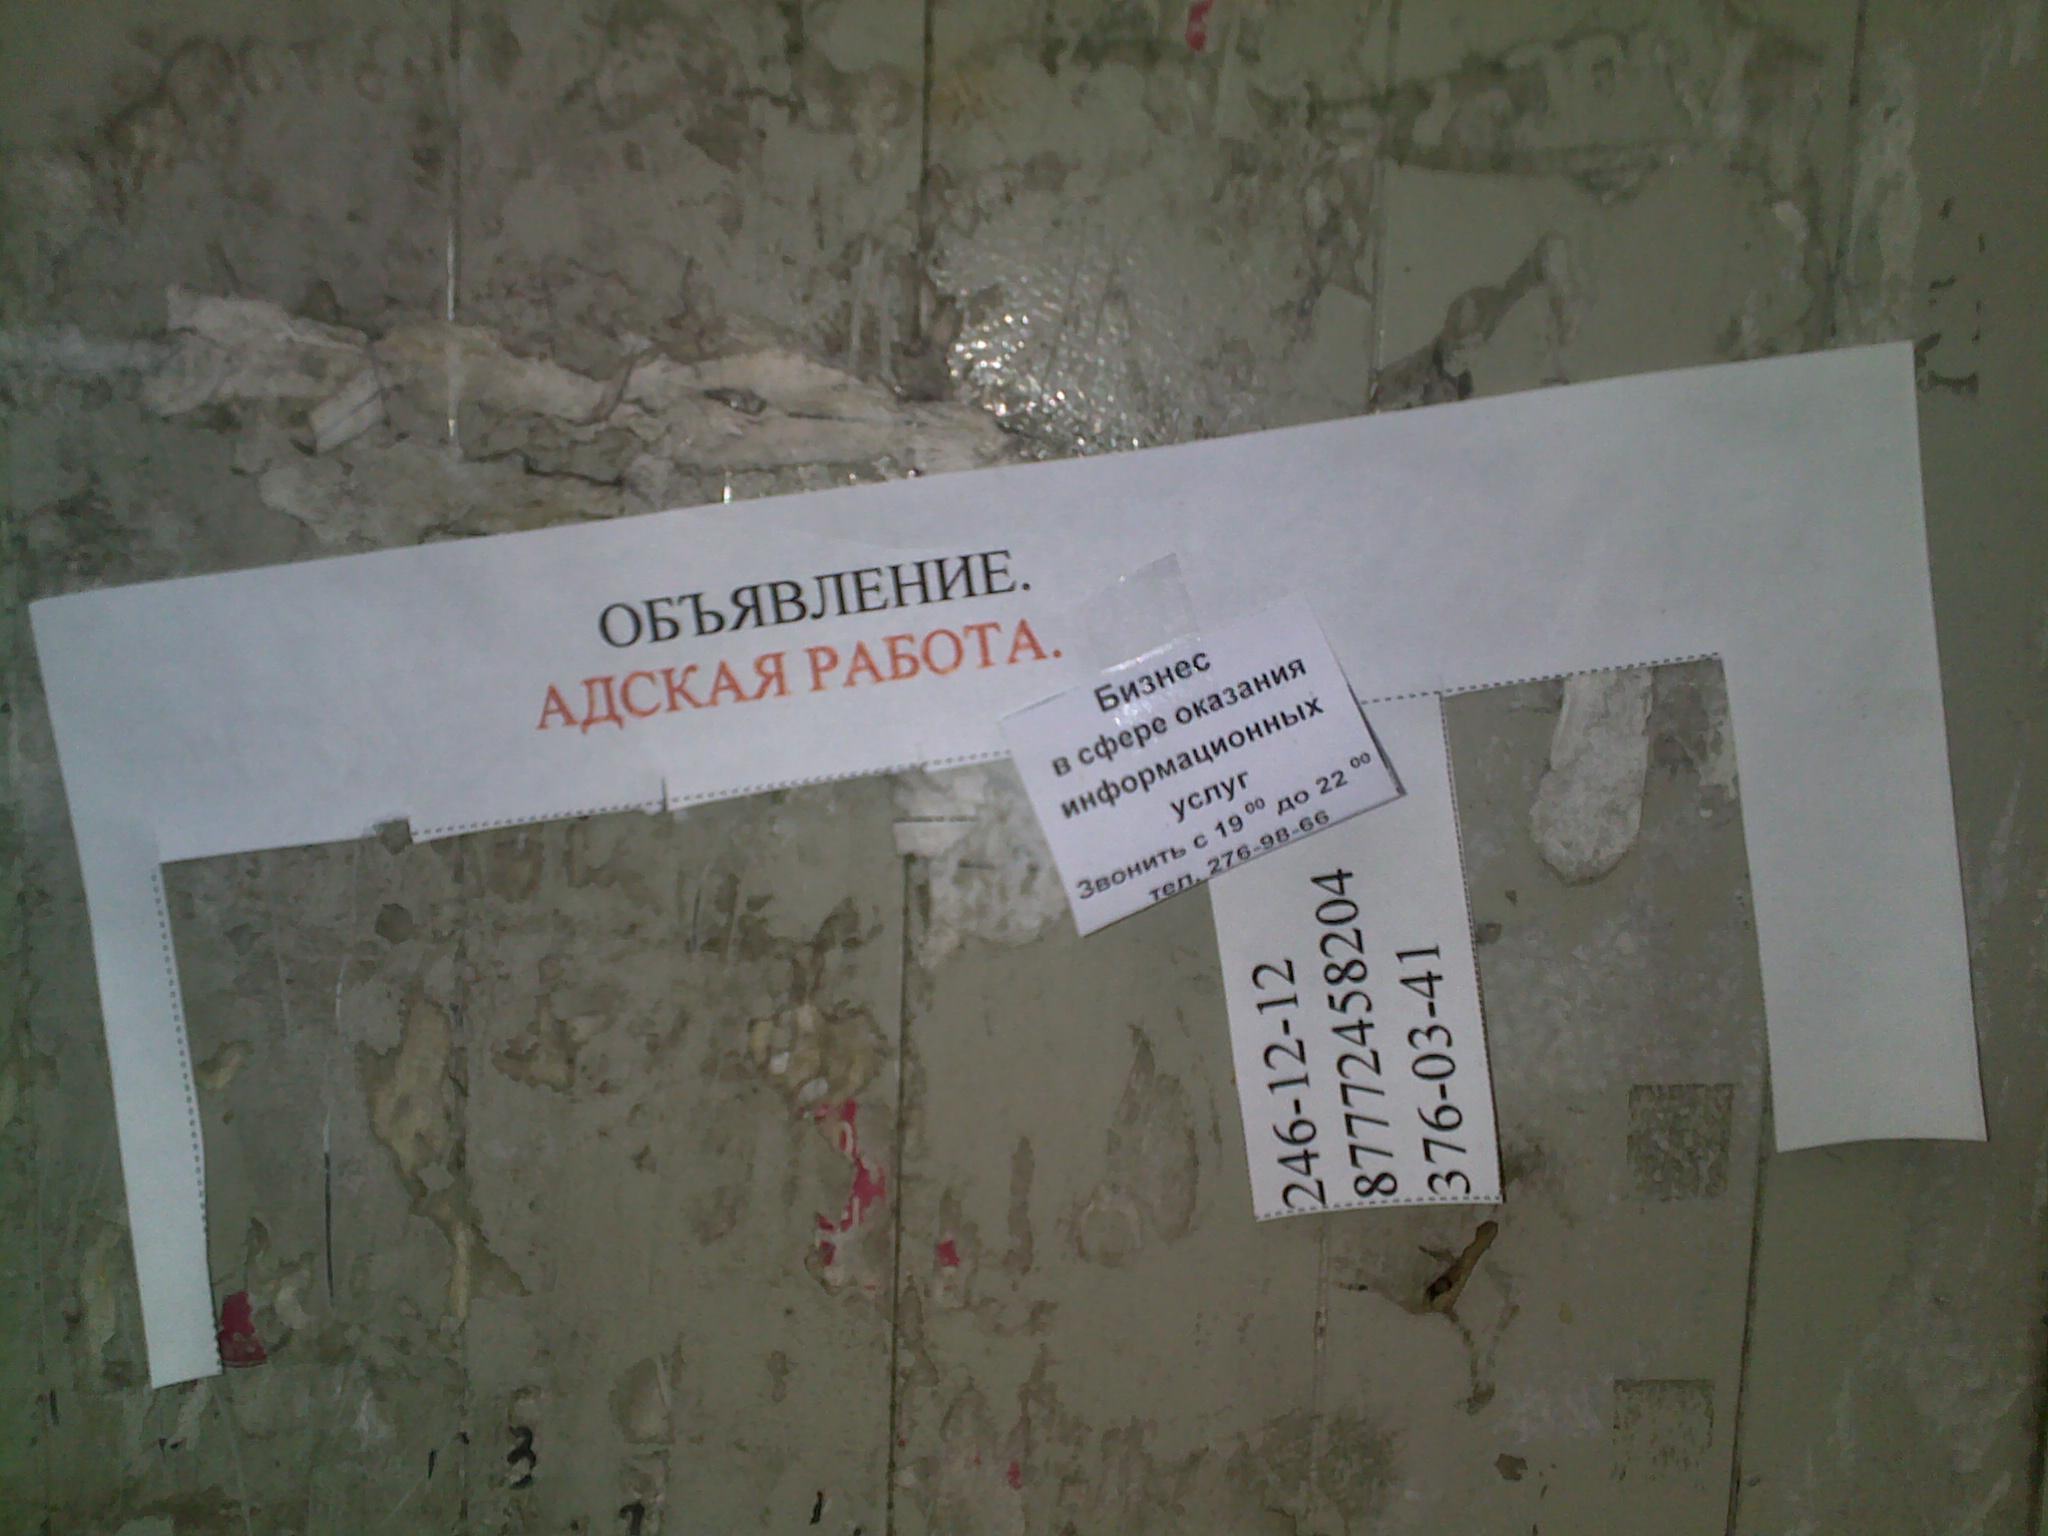 ОБЪЯВЛЕНИЕ.
АДСКАЯ РАБОТА.
Бизнес
в сфере оказания
информационных
услуг
Звонить с 19 00 до 22 00
тел. 276-98-66
246-12-12
87772458204
376-03-41
3